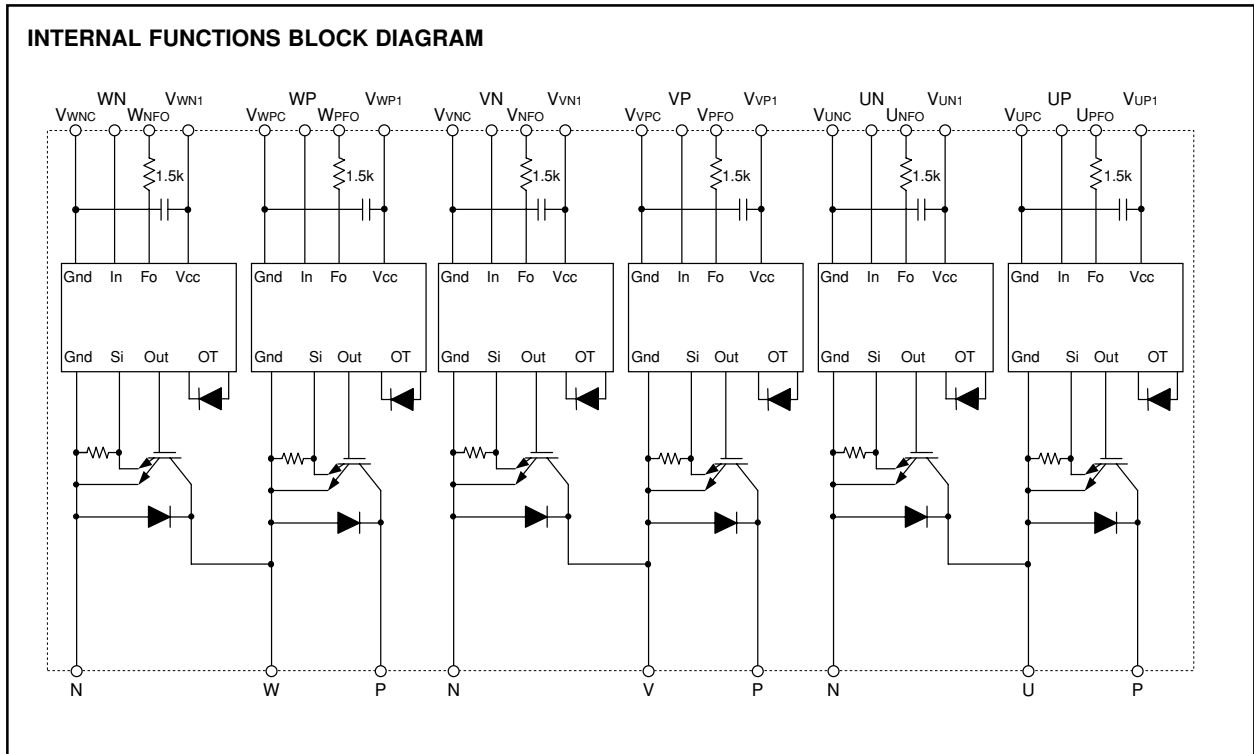 INTERNAL FUNCTIONS BLOCK DIAGRAM
WN VWN1 WP VWP1 VN VVN1 VP VVP1 UN VUN1 UP VUP1
VWNC WNFO VWPC WPFO VVNC VNFO VVPC VPFO VUNC UNFO VUPC UPFO
1.5k 1.5k 1.5k 1.5k 1.5k 1.5k
Gnd In Fo Vcc Gnd In Fo Vcc Gnd In Fo Vcc Gnd In Fo Vcc Gnd In Fo Vcc Gnd In Fo Vcc
Gnd Si Out OT Gnd Si Out OT Gnd Si Out OT Gnd Si Out OT Gnd Si Out OT Gnd Si Out OT
N W P N V P N U P